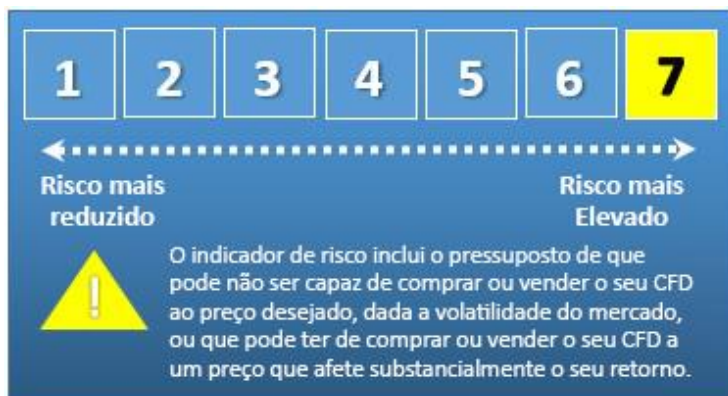 1 2 3 4 5 6 7
Risco mais reduzido
Risco mais Elevado
!
O indicador de risco inclui o pressuposto de que
pode não ser capaz de comprar ou vender o seu CFD
ao preço desejado, dada a volatilidade do mercado,
ou que pode ter de comprar ou vender o seu CFD a
um preço que afete substancialmente o seu retorno.